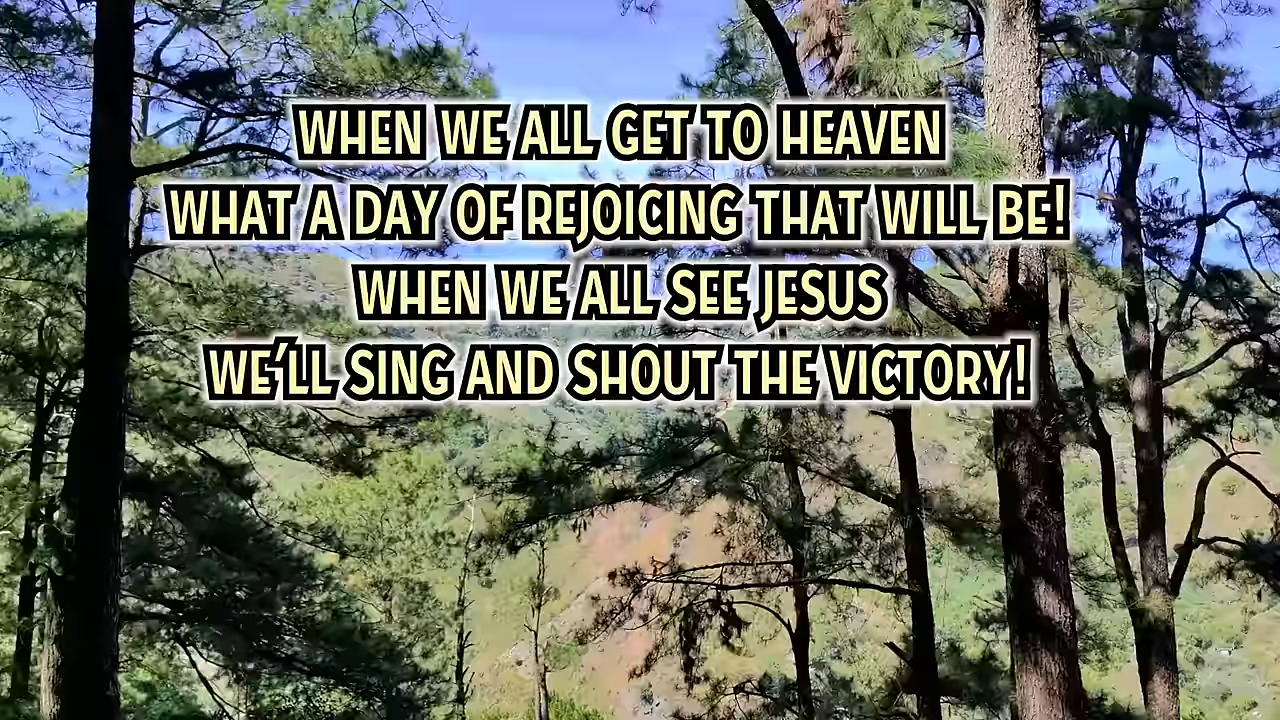 WHEN WE ALL GET TO HEAVEN
WHAT A DAY OF REJOICING THAT WILL BE!
WHEN WE ALL SEE JESUS
WE'LL SING AND SHOUT THE VICTORY!